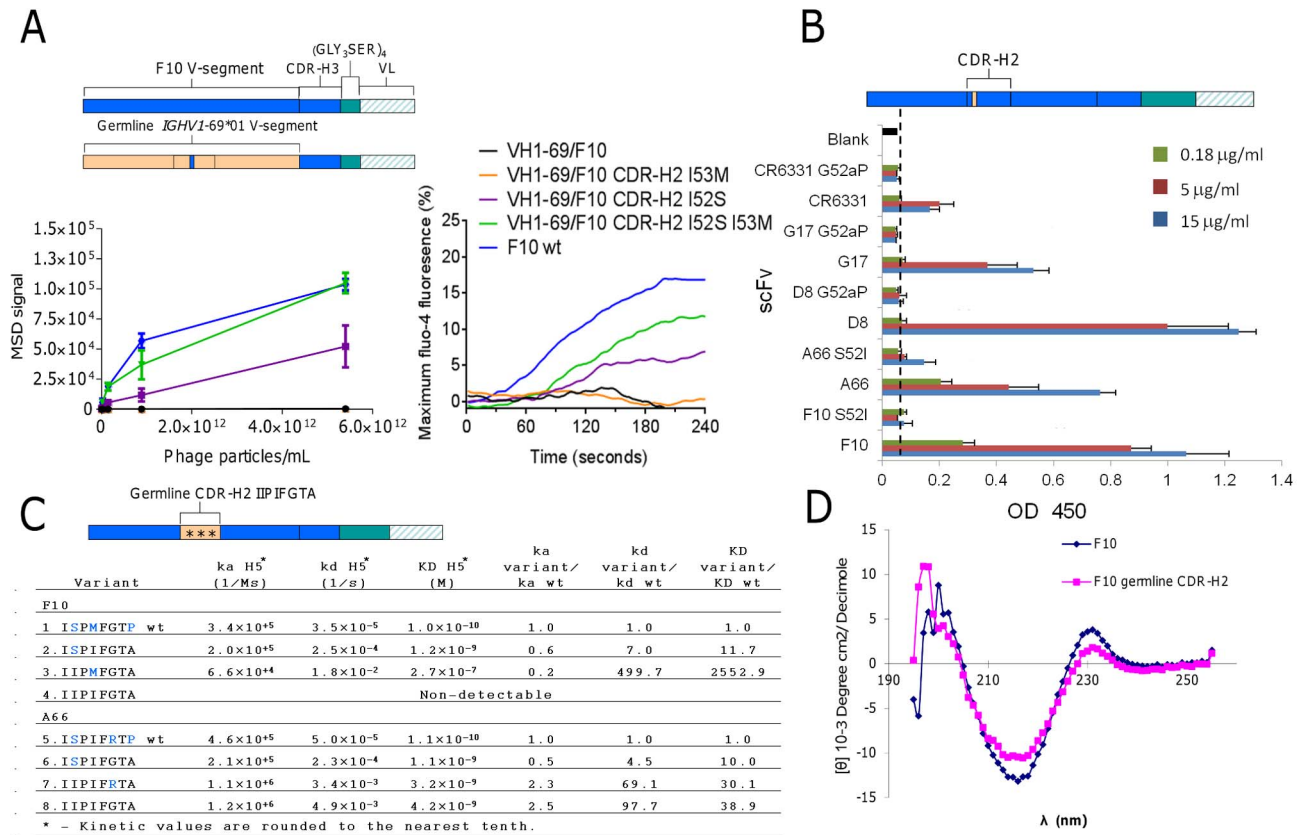 A
(GLY3SER)4
F10 V-segment
CDR-H3
VL
Germline IGHV1-69*01 V-segment
1.5×10^5
1.0×10^5
7.5×10^4
5.0×10^4
2.5×10^4
0
MSD signal
0
2.0×10^12
4.0×10^12
6.0×10^12
Phage particles/mL
VH1-69/F10
VH1-69/F10 CDR-H2 I53M
VH1-69/F10 CDR-H2 I52S
VH1-69/F10 CDR-H2 I52S I53M
F10 wt
25
20
15
10
5
0
Maximum fluo-4 fluoresence (%)
0
60
120
180
240
Time (seconds)
B
CDR-H2
Blank
CR6331 G52aP
CR6331
G17 G52aP
G17
D8 G52aP
D8
A66 S52I
A66
F10 S52I
F10
scFv
0.18 µg/ml
5 µg/ml
15 µg/ml
0
0.2
0.4
0.6
0.8
1
1.2
1.4
OD 450
C
Germline CDR-H2 IIPIFGTA
***
Variant
ka H5* (1/Ms)
kd H5* (1/s)
KD H5* (M)
ka variant/ ka wt
kd variant/ kd wt
KD variant/ KD wt
F10
1 ISPMFGTP wt 3.4×10+5 3.5×10-5 1.0×10-10 1.0 1.0 1.0
2.ISPIFGTA 2.0×10+5 2.5×10-4 1.2×10-9 0.6 7.0 11.7
3.IIPMFGTA 6.6×10+4 1.8×10-2 2.7×10-7 0.2 499.7 2552.9
4.IIPIFGTA Non-detectable
A66
5.ISPIFRTP wt 4.6×10+5 5.0×10-5 1.1×10-10 1.0 1.0 1.0
6.ISPIFGTA 2.1×10+5 2.3×10-4 1.1×10-9 0.5 4.5 10.0
7.IIPIFRTA 1.1×10+6 3.4×10-3 3.2×10-9 2.3 69.1 30.1
8.IIPIFGTA 1.2×10+6 4.9×10-3 4.2×10-9 2.5 97.7 38.9
* - Kinetic values are rounded to the nearest tenth.
D
F10
F10 germline CDR-H2
15
10
5
0
-5
-10
-15
[θ] 10-3 Degree cm2/ Decimole
190
210
230
250
λ (nm)